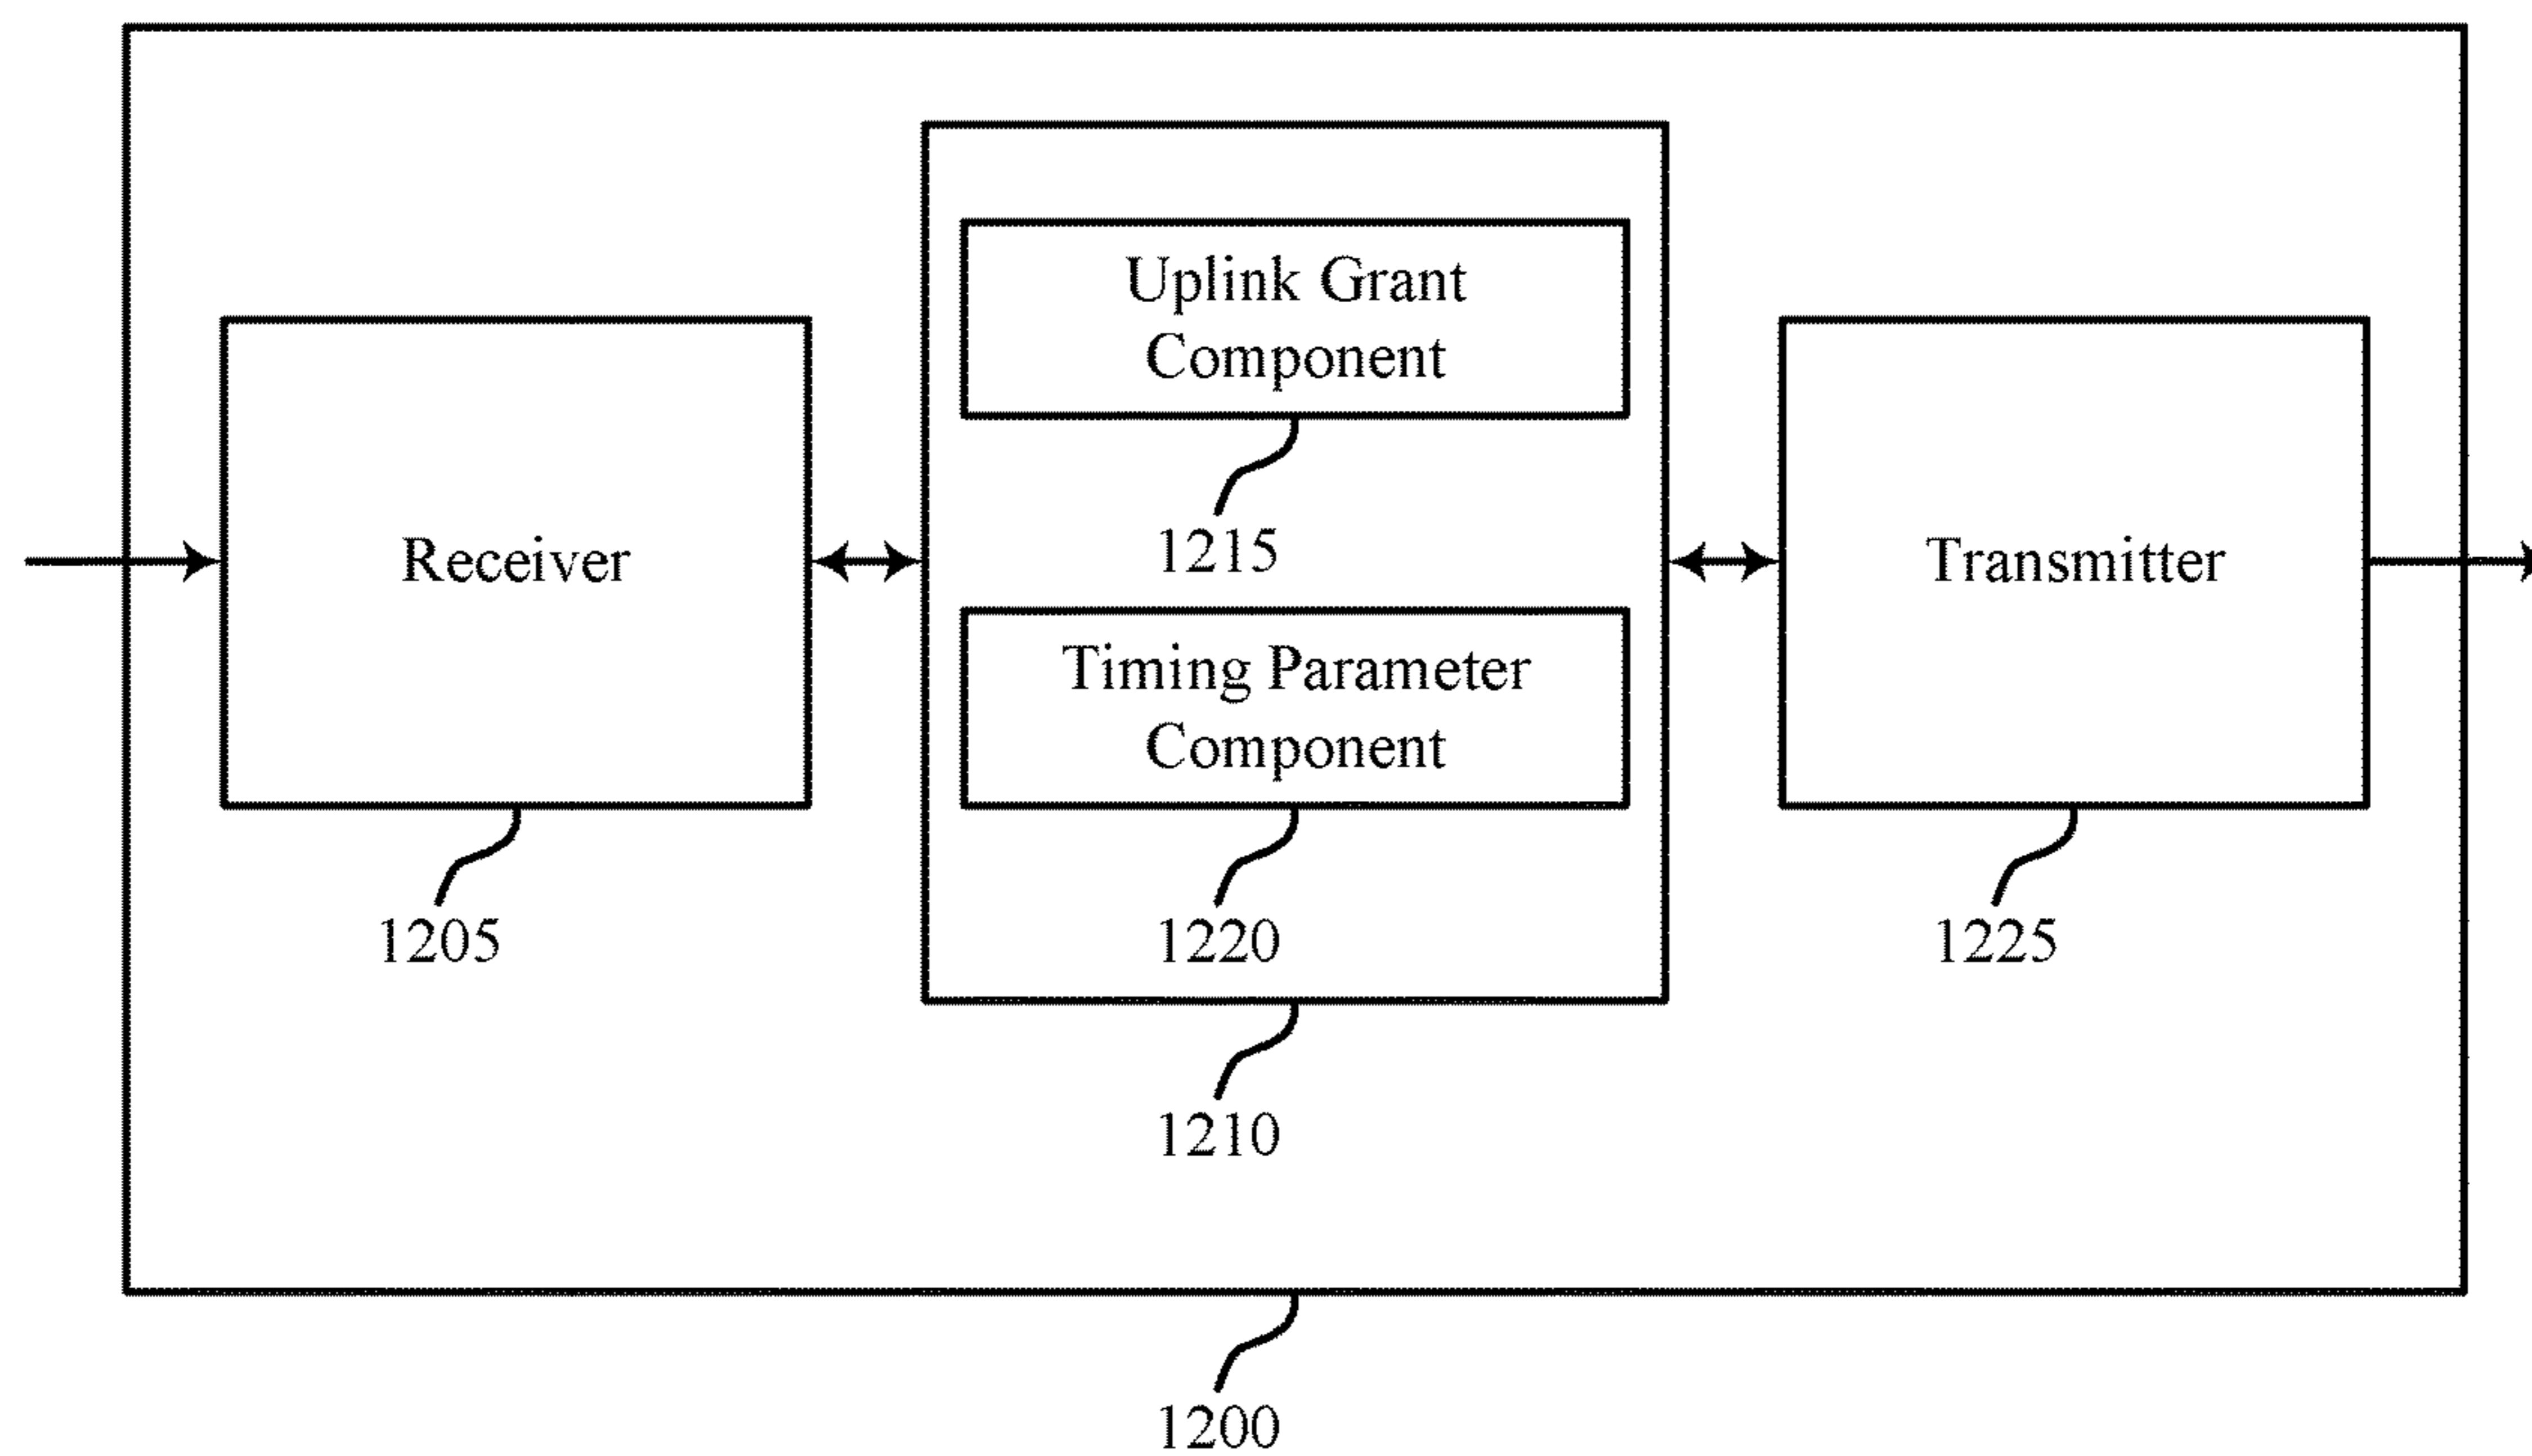 Uplink Grant
Component
1215
Receiver
Transmitter
Timing Parameter
Component
1205
1220
1225
1210
1200